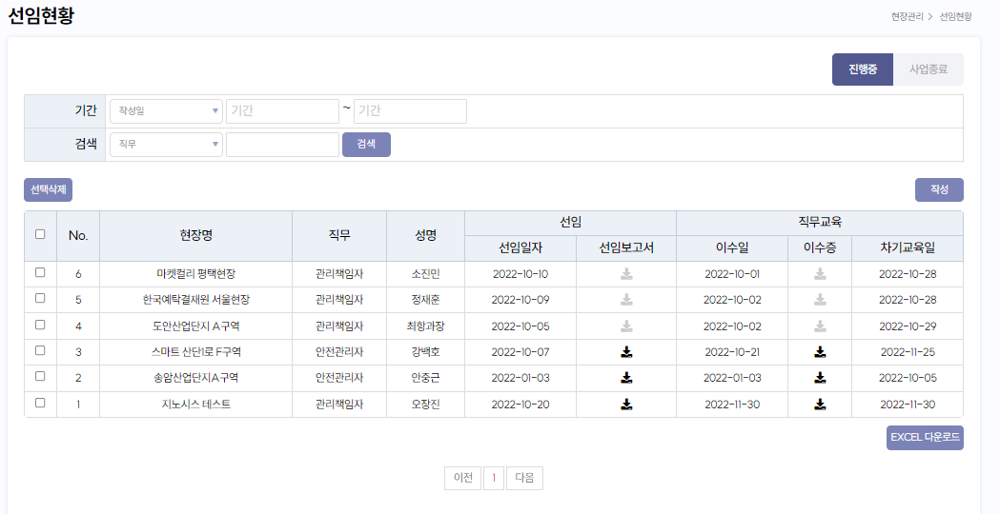 선임현황
현장관리 > 선임현황
진행중 사업종료
기간 작성일 기간 ~ 기간
검색 직무 검색
선택삭제 작성
No. 현장명 직무 성명 선임 직무교육
선임일자 선임보고서 이수일 이수증 차기교육일
6 마켓컬리 평택현장 관리책임자 소진민 2022-10-10 2022-10-01 2022-10-28
5 한국예탁결재원 서울현장 관리책임자 정재훈 2022-10-09 2022-10-02 2022-10-28
4 도안산업단지 A구역 관리책임자 최항과장 2022-10-05 2022-10-02 2022-10-29
3 스마트 산단1로 F구역 안전관리자 강백호 2022-10-07 2022-10-21 2022-11-25
2 송암산업단지A구역 안전관리자 안중근 2022-01-03 2022-01-03 2022-10-05
1 지노시스 테스트 관리책임자 오장진 2022-10-20 2022-11-30 2022-11-30
EXCEL 다운로드
이전 1 다음